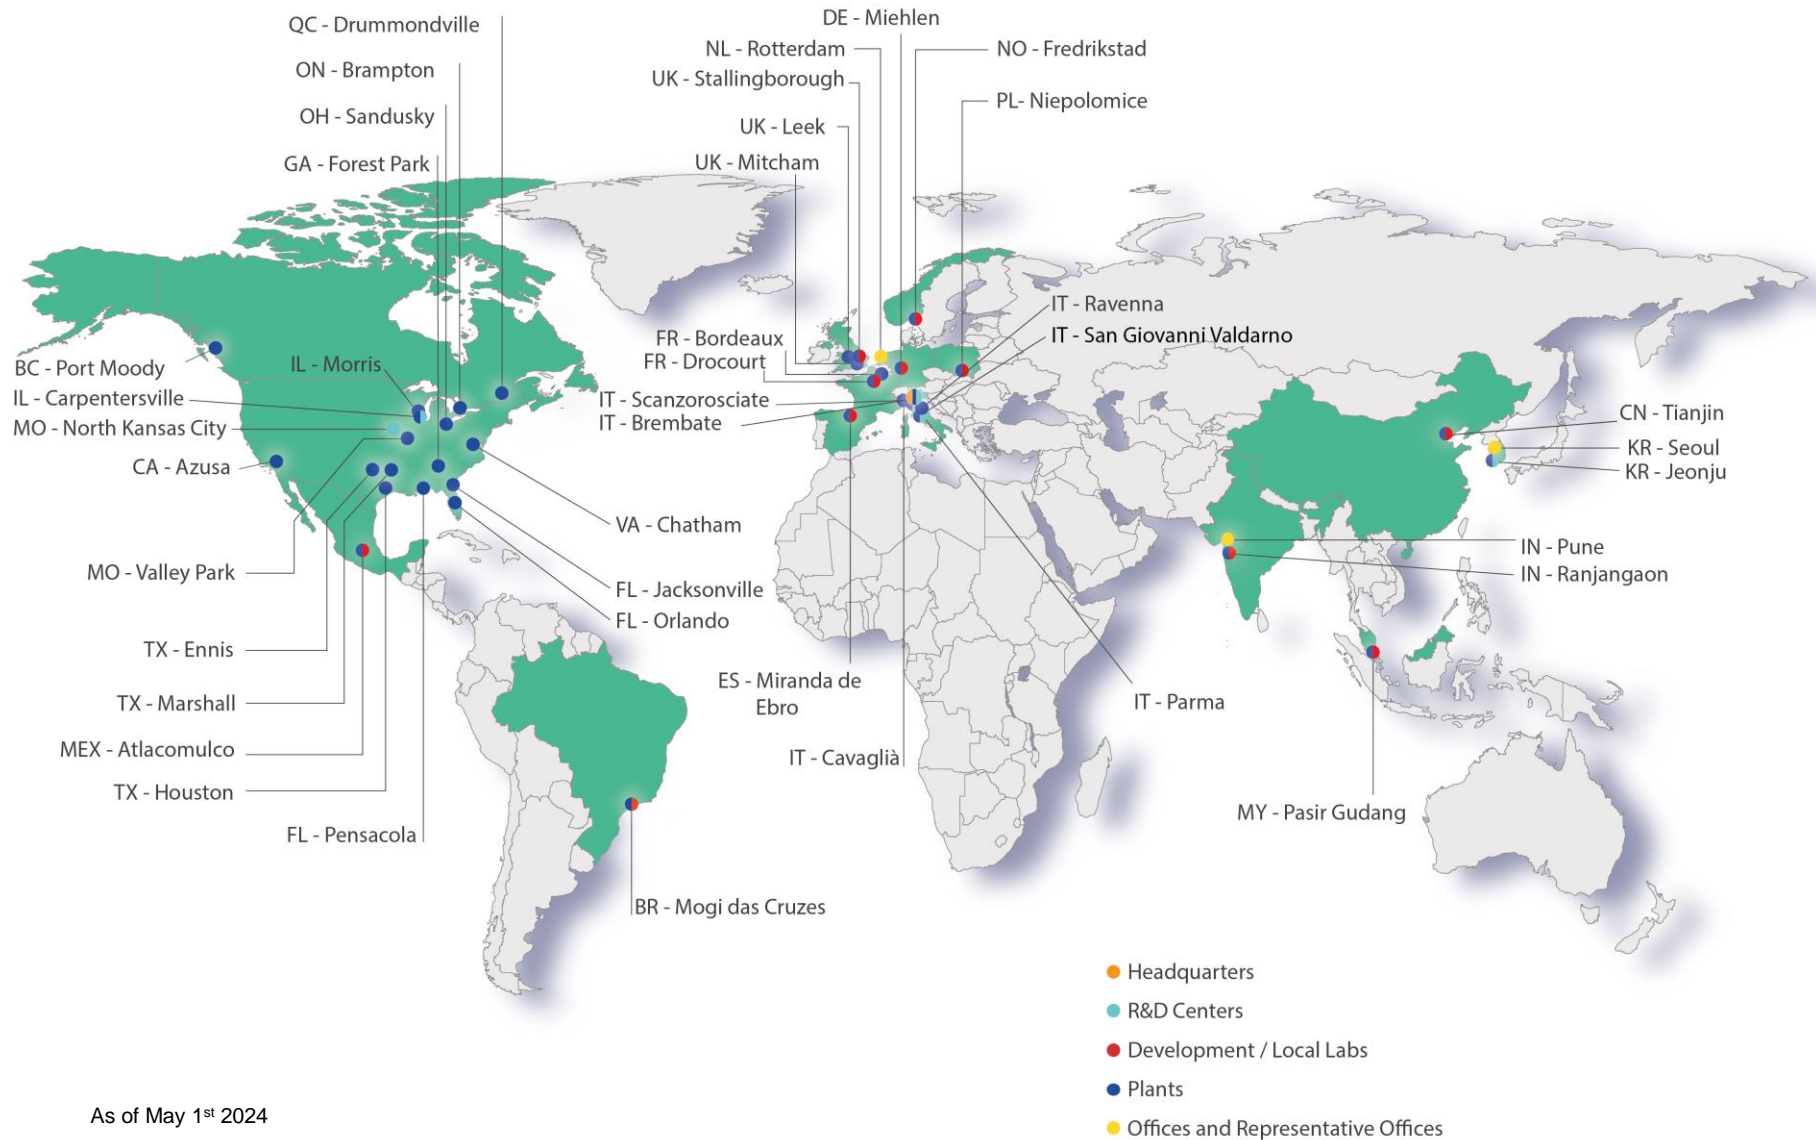 QC - Drummondville
ON - Brampton
OH - Sandusky
GA - Forest Park
DE - Miehlen
NL - Rotterdam
UK - Stallingborough
UK - Leek
UK - Mitcham
NO - Fredrikstad
PL- Niepolomice
IT - Ravenna
IT - San Giovanni Valdarno
FR - Bordeaux
FR - Drocourt
IT - Scanzorosciate
IT - Brembate
BC - Port Moody
IL - Morris
IL - Carpentersville
MO - North Kansas City
CA - Azusa
VA - Chatham
MO - Valley Park
FL - Jacksonville
FL - Orlando
TX - Ennis
TX - Marshall
MEX - Atlacomulco
TX - Houston
FL - Pensacola
BR - Mogi das Cruzes
ES - Miranda de
Ebro
IT - Cavaglià
IT - Parma
CN - Tianjin
KR - Seoul
KR - Jeonju
IN - Pune
IN - Ranjangaon
MY - Pasir Gudang
Headquarters
R&D Centers
Development / Local Labs
Plants
Offices and Representative Offices
As of May 1st 2024